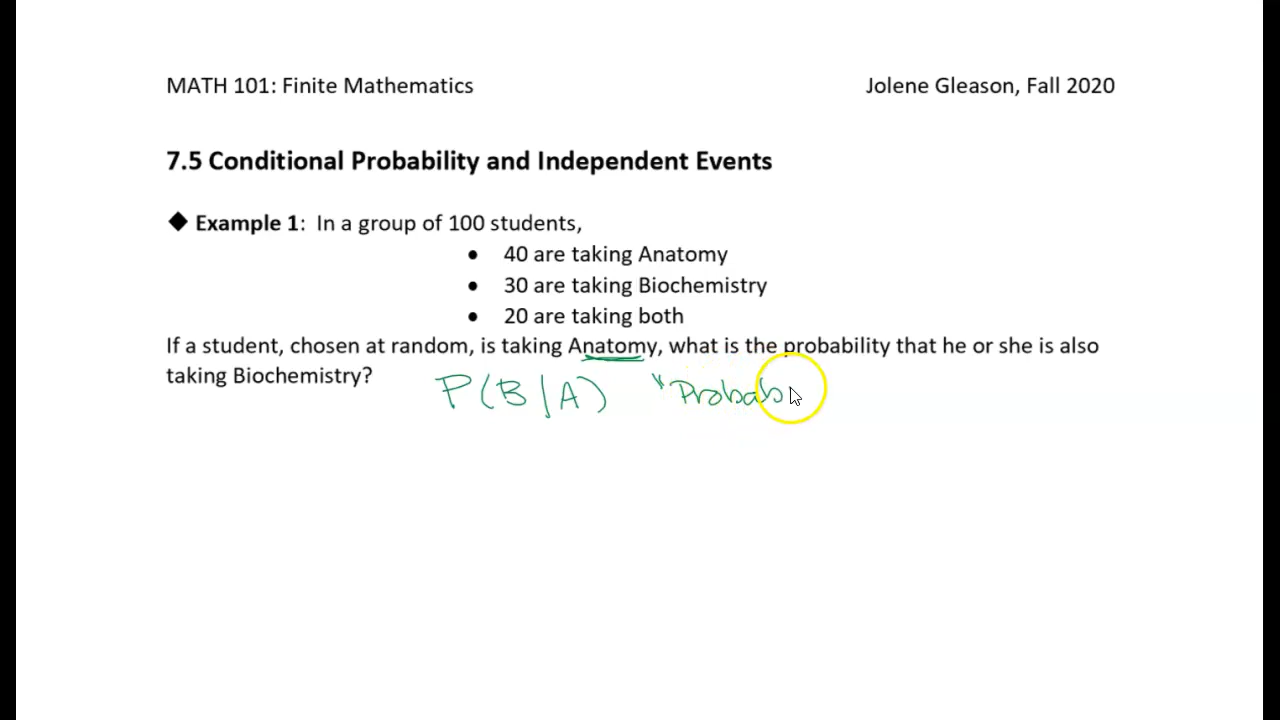 MATH 101: Finite Mathematics Jolene Gleason, Fall 2020
7.5 Conditional Probability and Independent Events
◆ Example 1: In a group of 100 students,
• 40 are taking Anatomy
• 30 are taking Biochemistry
• 20 are taking both
If a student, chosen at random, is taking Anatomy, what is the probability that he or she is also
taking Biochemistry? P(B|A) "Probab